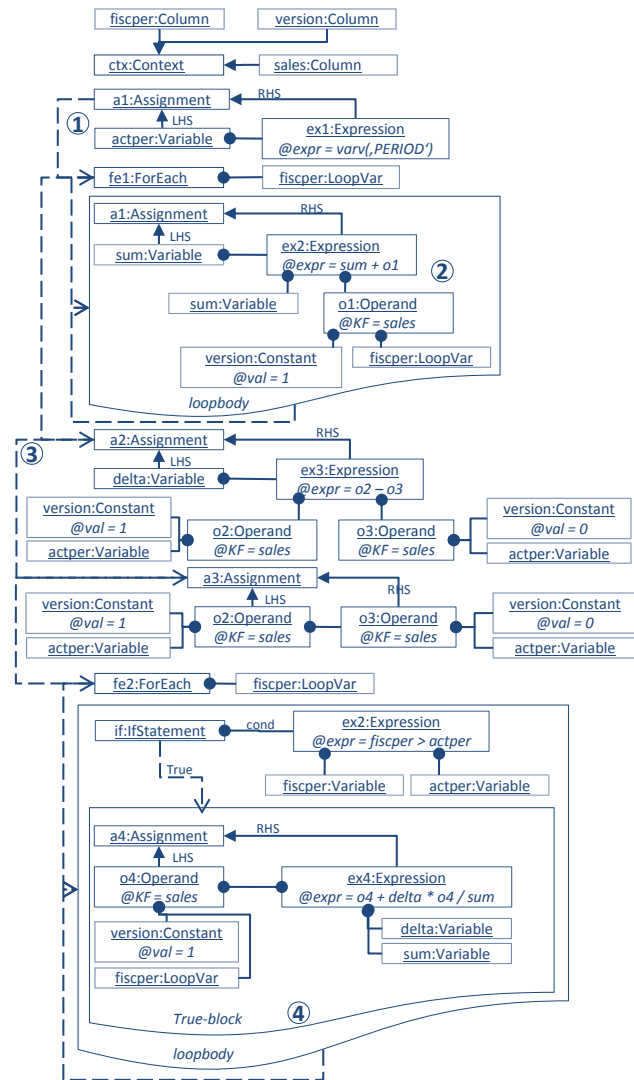 fiscper:Column
version:Column
ctx:Context
sales:Column
a1:Assignment
RHS
①
LHS
actper:Variable
ex1:Expression
@expr = varv(‚PERIOD‘)
fe1:ForEach
fiscper:LoopVar
a1:Assignment
RHS
LHS
sum:Variable
ex2:Expression
@expr = sum + o1
②
sum:Variable
o1:Operand
@KF = sales
version:Constant
@val = 1
fiscper:LoopVar
loopbody
③
a2:Assignment
RHS
LHS
delta:Variable
ex3:Expression
@expr = o2 – o3
version:Constant
@val = 1
actper:Variable
o2:Operand
@KF = sales
o3:Operand
@KF = sales
version:Constant
@val = 0
actper:Variable
a3:Assignment
LHS
RHS
version:Constant
@val = 1
actper:Variable
o2:Operand
@KF = sales
o3:Operand
@KF = sales
version:Constant
@val = 0
actper:Variable
fe2:ForEach
fiscper:LoopVar
if:IfStatement
cond
ex2:Expression
@expr = fiscper > actper
True
fiscper:Variable
actper:Variable
a4:Assignment
RHS
LHS
o4:Operand
@KF = sales
ex4:Expression
@expr = o4 + delta * o4 / sum
version:Constant
@val = 1
fiscper:LoopVar
delta:Variable
sum:Variable
④
True-block
loopbody